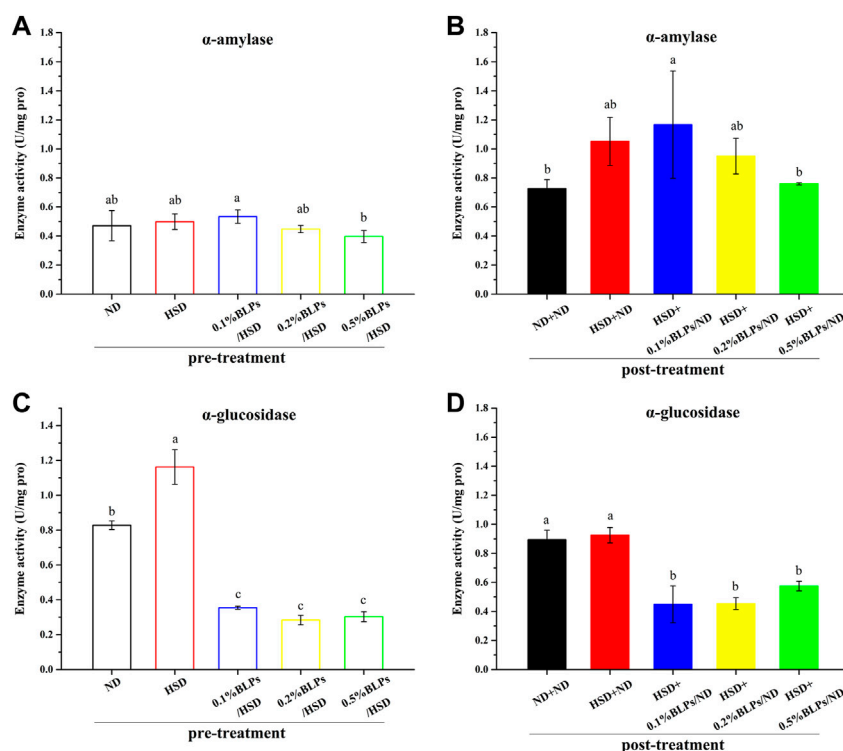 A
α-amylase
Enzyme activity (U/mg pro)
1.8
1.6
1.4
1.2
1.0
0.8
0.6
0.4
0.2
0.0
ab
ab
a
ab
b
ND
HSD
0.1%BLPs
/HSD
0.2%BLPs
/HSD
0.5%BLPs
/HSD
pre-treatment
B
α-amylase
Enzyme activity (U/mg pro)
1.8
1.6
1.4
1.2
1.0
0.8
0.6
0.4
0.2
0.0
b
ab
a
ab
b
ND+ND
HSD+ND
HSD+
0.1%BLPs/ND
HSD+
0.2%BLPs/ND
HSD+
0.5%BLPs/ND
post-treatment
C
α-glucosidase
Enzyme activity (U/mg pro)
1.4
1.2
1.0
0.8
0.6
0.4
0.2
0.0
b
a
c
c
c
ND
HSD
0.1%BLPs
/HSD
0.2%BLPs
/HSD
0.5%BLPs
/HSD
pre-treatment
D
α-glucosidase
Enzyme activity (U/mg pro)
1.8
1.6
1.4
1.2
1.0
0.8
0.6
0.4
0.2
0.0
a
a
b
b
b
ND+ND
HSD+ND
HSD+
0.1%BLPs/ND
HSD+
0.2%BLPs/ND
HSD+
0.5%BLPs/ND
post-treatment